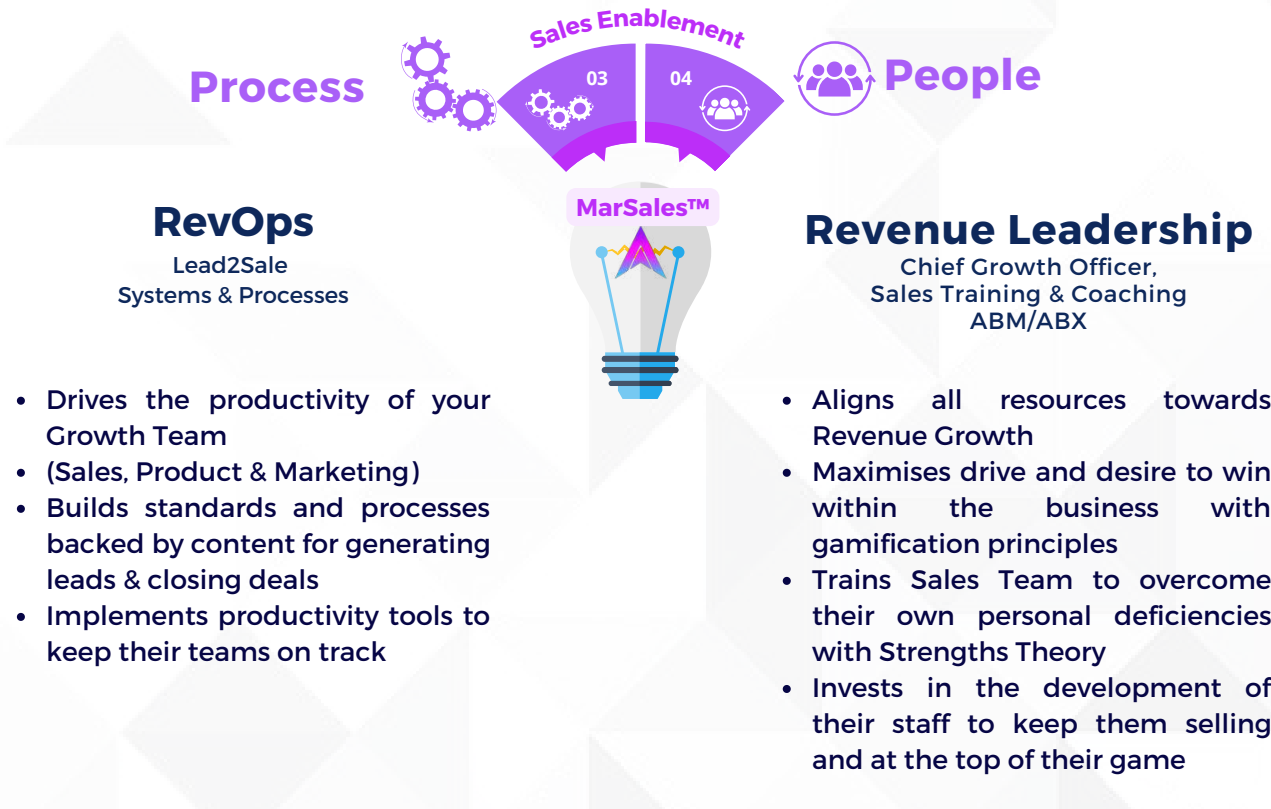 Sales Enablement
Process
03
04
People
MarSales™
RevOps
Lead2Sale
Systems & Processes
• Drives the productivity of your
Growth Team
• (Sales, Product & Marketing)
• Builds standards and processes
backed by content for generating
leads & closing deals
• Implements productivity tools to
keep their teams on track
Revenue Leadership
Chief Growth Officer,
Sales Training & Coaching
ABM/ABX
• Aligns all resources towards
Revenue Growth
• Maximises drive and desire to win
within the business with
gamification principles
• Trains Sales Team to overcome
their own personal deficiencies
with Strengths Theory
• Invests in the development of
their staff to keep them selling
and at the top of their game